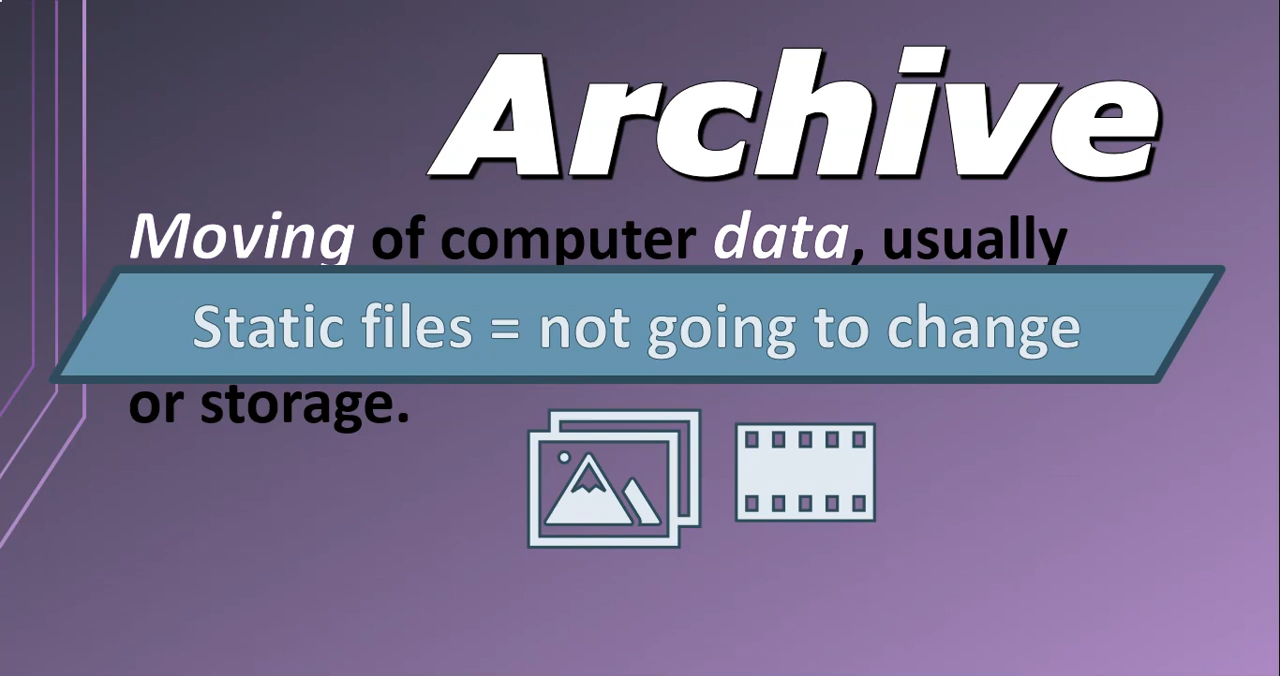 Archive
Moving of computer data, usually
Static files = not going to change
or storage.